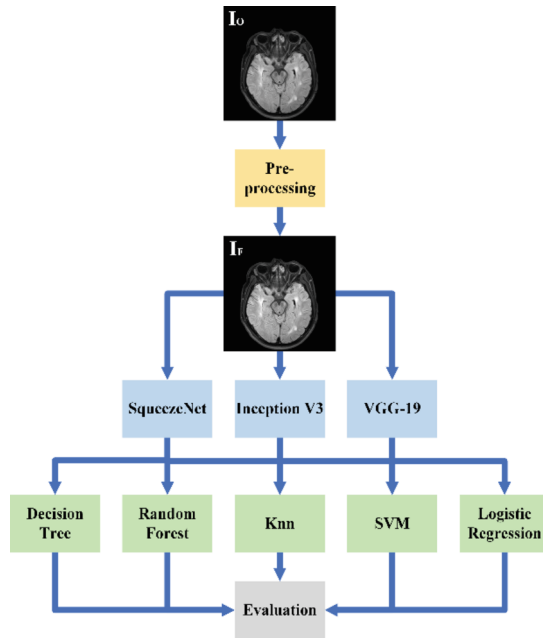 Io
Pre-
processing
IF
SqueezeNet
Inception V3
VGG-19
Decision
Tree
Random
Forest
Knn
SVM
Logistic
Regression
Evaluation